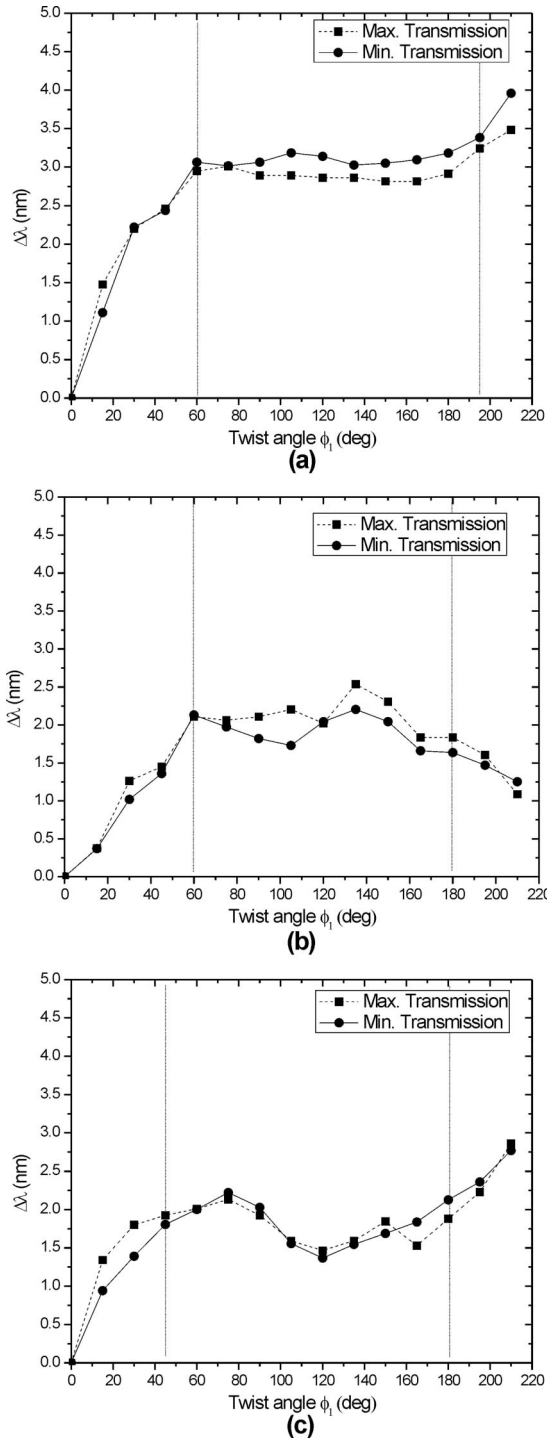 5.0
4.5
4.0
3.5
3.0
2.5
2.0
1.5
1.0
0.5
0.0
Δλ (nm)
Max. Transmission
Min. Transmission
0 20 40 60 80 100 120 140 160 180 200 220
Twist angle ϕ₁ (deg)
(a)
5.0
4.5
4.0
3.5
3.0
2.5
2.0
1.5
1.0
0.5
0.0
Δλ (nm)
Max. Transmission
Min. Transmission
0 20 40 60 80 100 120 140 160 180 200 220
Twist angle ϕ₁ (deg)
(b)
5.0
4.5
4.0
3.5
3.0
2.5
2.0
1.5
1.0
0.5
0.0
Δλ (nm)
Max. Transmission
Min. Transmission
0 20 40 60 80 100 120 140 160 180 200 220
Twist angle ϕ₁ (deg)
(c)